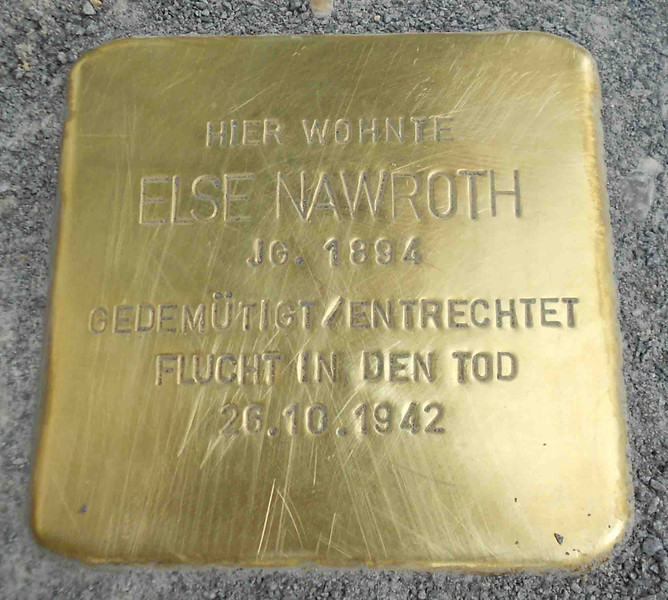 HIER WOHNTE
ELSE NAWROTH
JG. 1894
GEDEMÜTIGT/ENTRECHTET
FLUCHT IN DEN TOD
26.10.1942